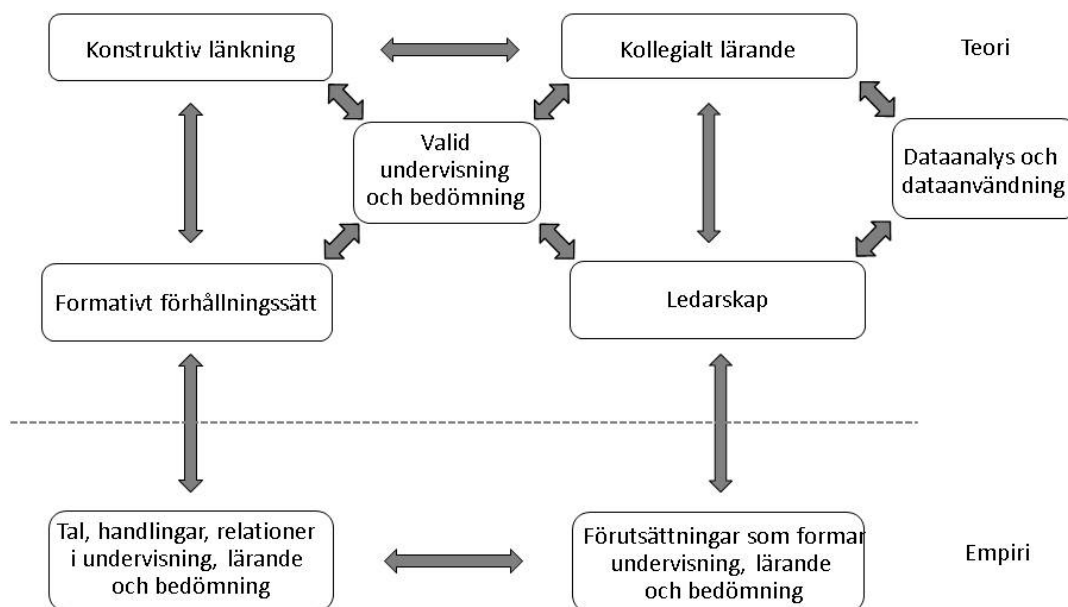 Konstruktiv länkning
Kollegialt lärande
Teori
Valid
undervisning
och bedömning
Dataanalys och
dataanvändning
Formativt förhållningssätt
Ledarskap
Tal, handlingar, relationer
i undervisning, lärande
och bedömning
Förutsättningar som formar
undervisning, lärande
och bedömning
Empiri